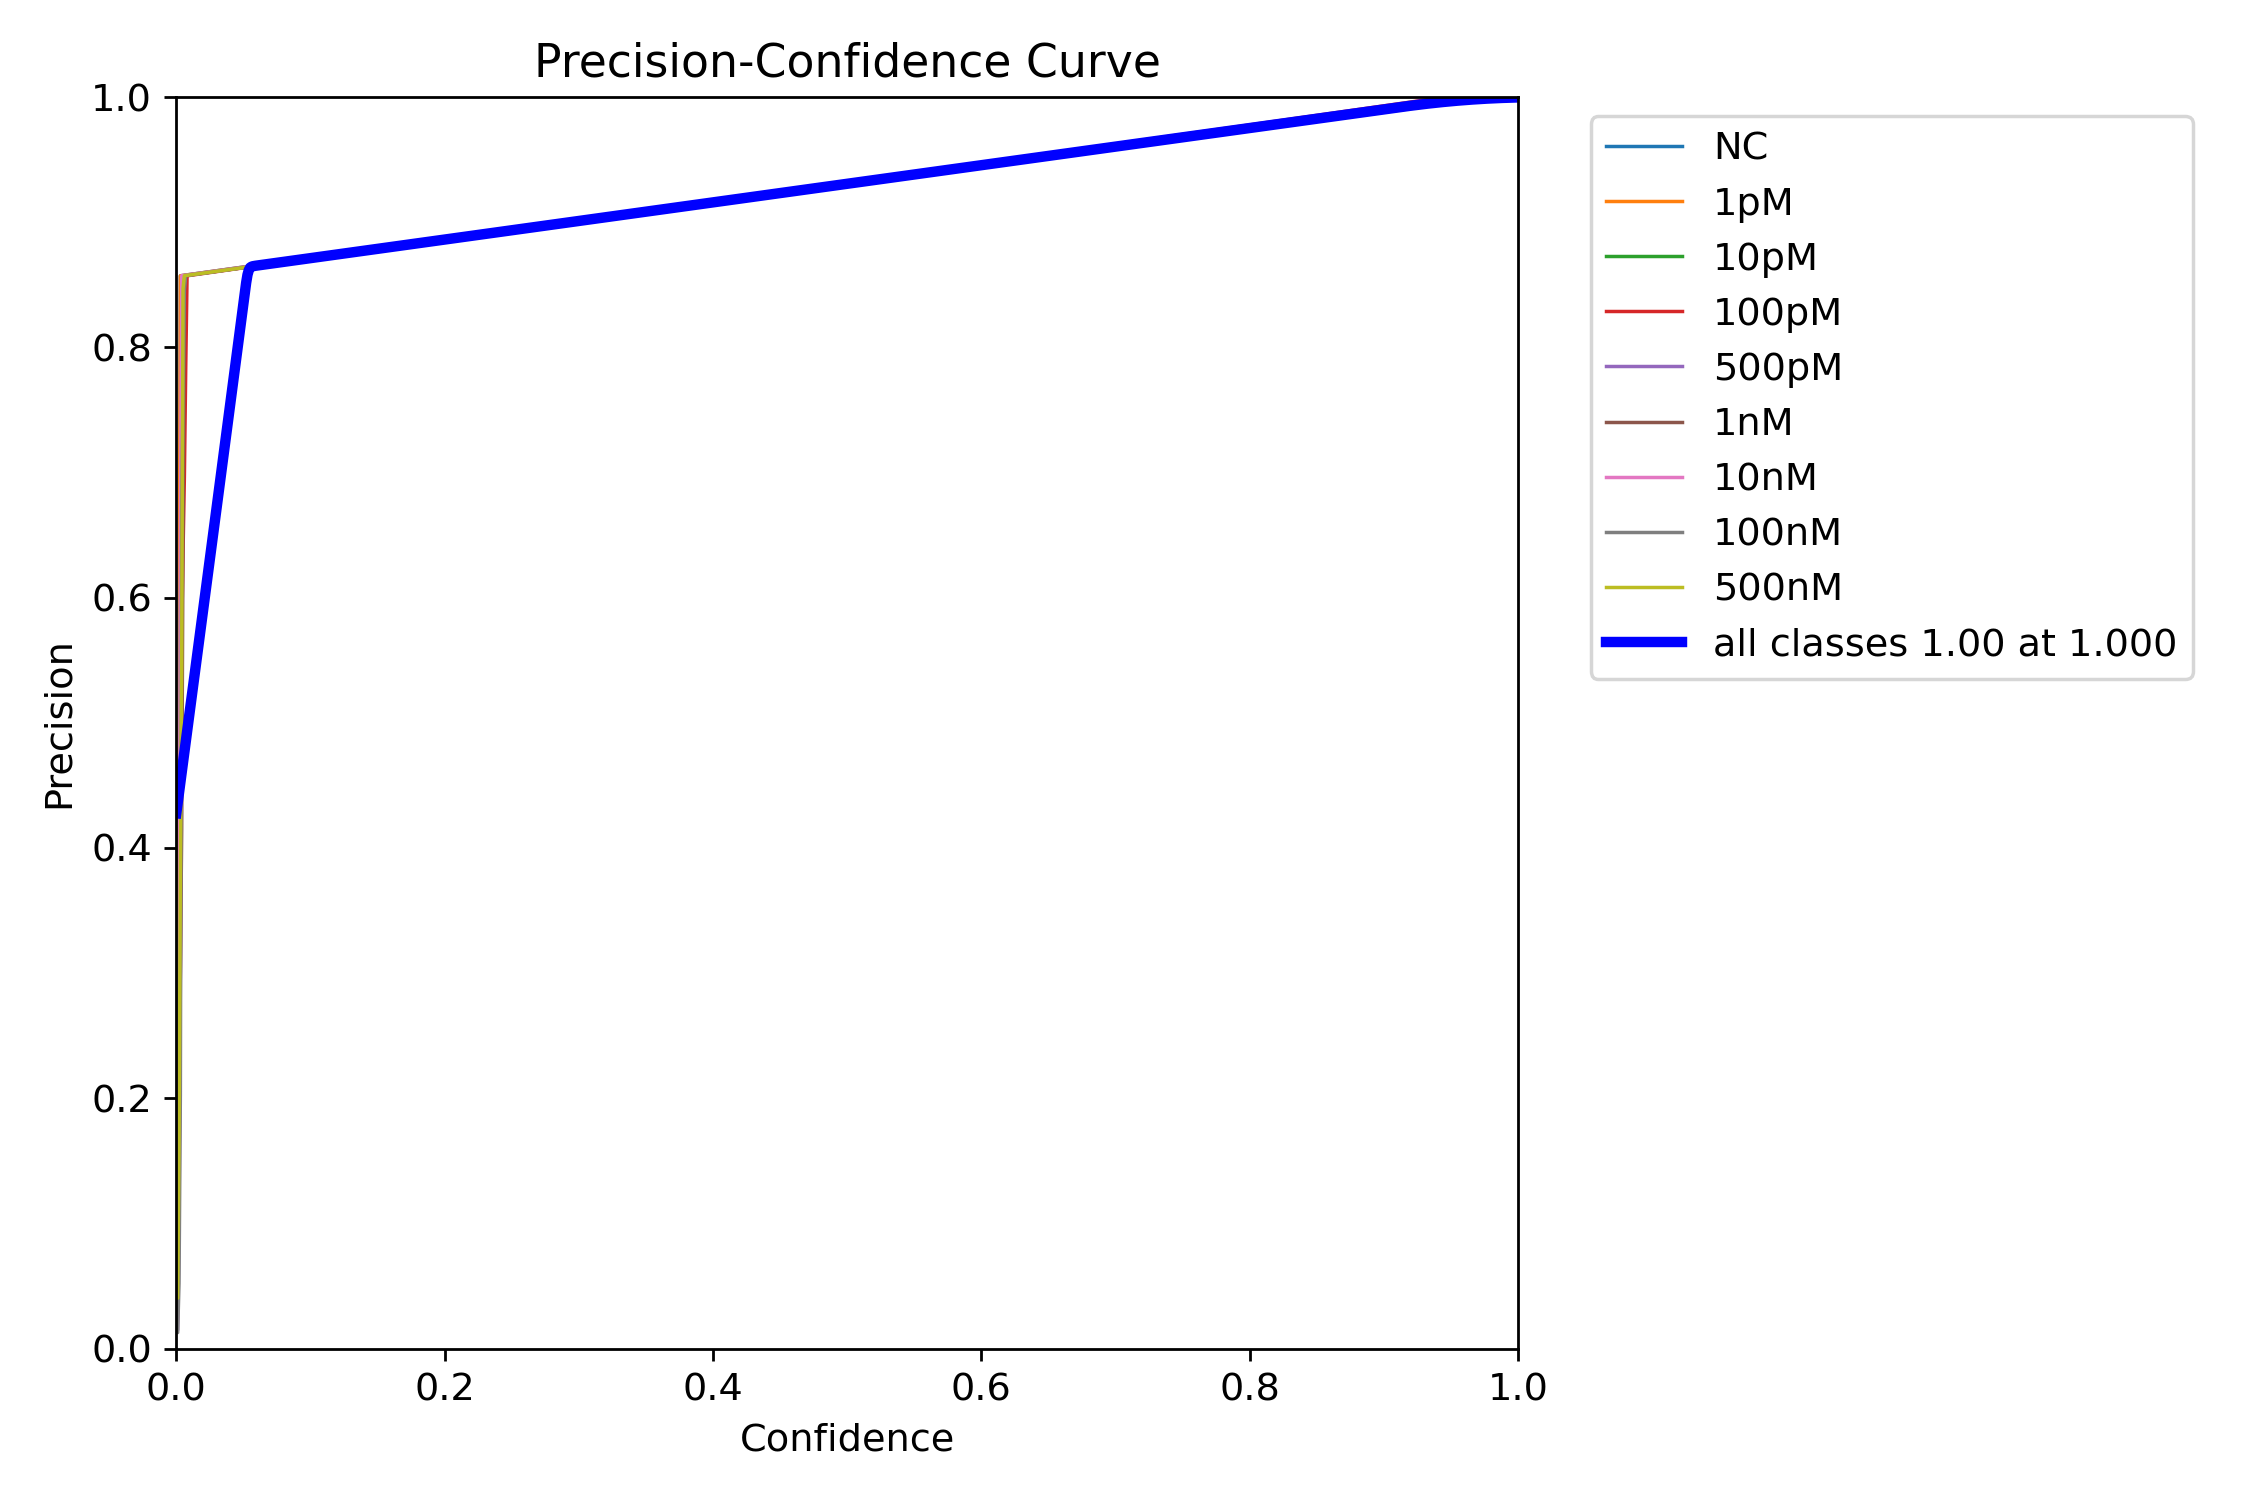 Precision-Confidence Curve
1.0
0.8
0.6
0.4
0.2
0.0
Precision
0.0 0.2 0.4 0.6 0.8 1.0
Confidence
NC
1pM
10pM
100pM
500pM
1nM
10nM
100nM
500nM
all classes 1.00 at 1.000